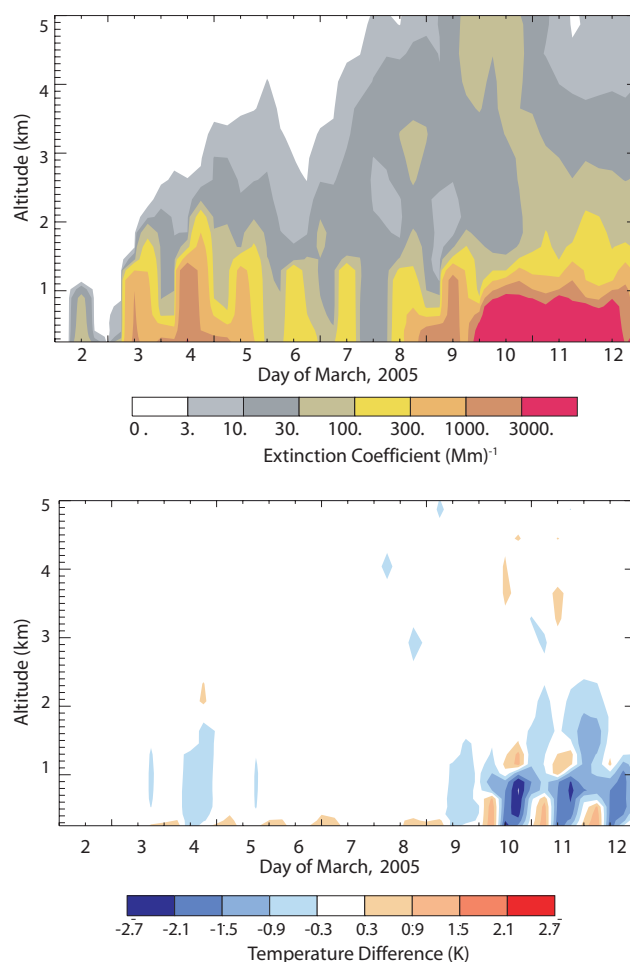 5
4
3
2
1
Altitude (km)
2 3 4 5 6 7 8 9 10 11 12
Day of March, 2005
0. 3. 10. 30. 100. 300. 1000. 3000.
Extinction Coefficient (Mm)-1
5
4
3
2
1
Altitude (km)
2 3 4 5 6 7 8 9 10 11 12
Day of March, 2005
-2.7 -2.1 -1.5 -0.9 -0.3 0.3 0.9 1.5 2.1 2.7
Temperature Difference (K)